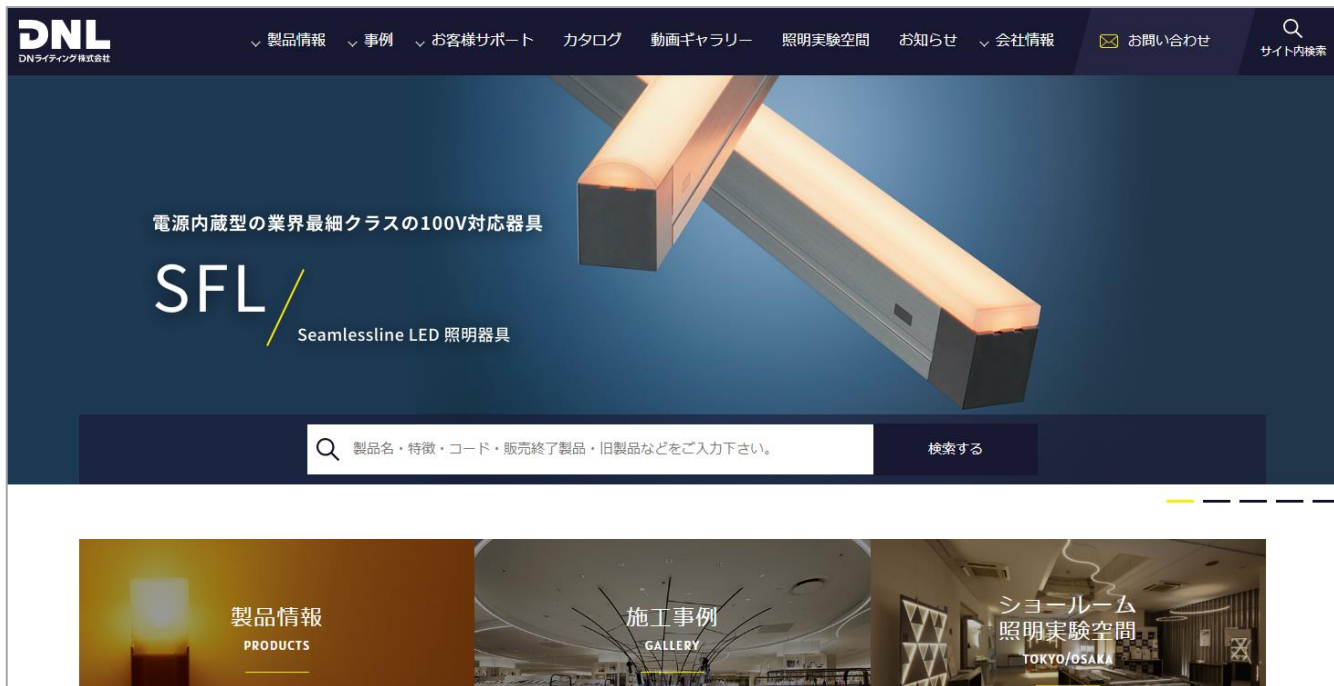 DNL
DNライティング株式会社
製品情報
事例
お客様サポート
カタログ
動画ギャラリー
照明実験空間
お知らせ
会社情報
お問い合わせ
サイト内検索
電源内蔵型の業界最細クラスの100V対応器具
SFL
Seamlessline LED 照明器具
製品名・特徴・コード・販売終了製品・旧製品などをご入力下さい。
検索する
製品情報
PRODUCTS
施工事例
GALLERY
ショールーム
照明実験空間
TOKYO/OSAKA